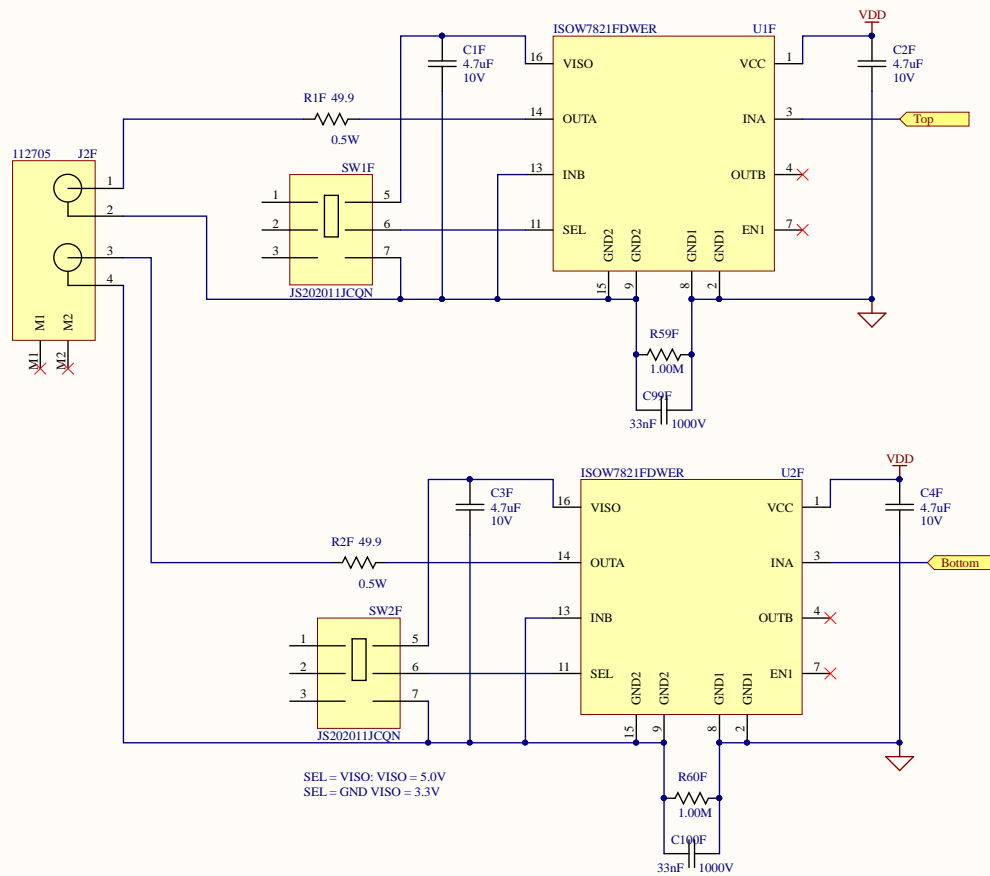 VDD
ISOW7821FDWER U1F
C1F
4.7uF
10V
16 VISO
VCC 1
C2F
4.7uF
10V
R1F 49.9
0.5W
14 OUTA
INA 3
Top
112705 J2F
1
2
3
4
M1
M2
M1
M2
SW1F
1
2
3
5
6
7
JS202011JCQN
13 INB
OUTB 4
11 SEL
EN1 7
GND2
GND2
GND1
GND1
15
9
8
2
R59F
1.00M
C99F
33nF 1000V
VDD
ISOW7821FDWER U2F
C3F
4.7uF
10V
16 VISO
VCC 1
C4F
4.7uF
10V
R2F 49.9
0.5W
14 OUTA
INA 3
Bottom
SW2F
1
2
3
5
6
7
JS202011JCQN
13 INB
OUTB 4
11 SEL
EN1 7
GND2
GND2
GND1
GND1
15
9
8
2
SEL = VISO: VISO = 5.0V
SEL = GND VISO = 3.3V
R60F
1.00M
C100F
33nF 1000V